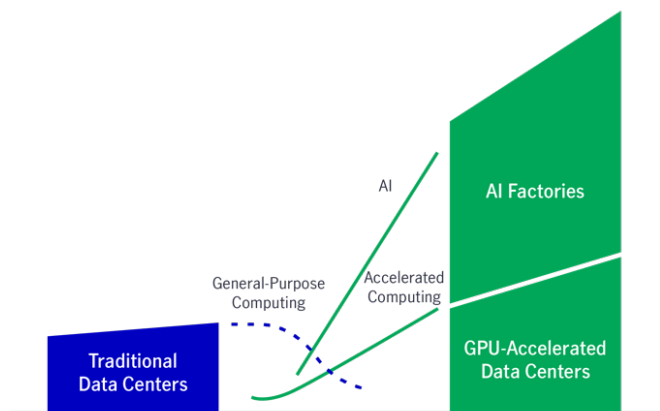 AI
AI Factories
General-Purpose
Computing
Accelerated
Computing
Traditional
Data Centers
GPU-Accelerated
Data Centers